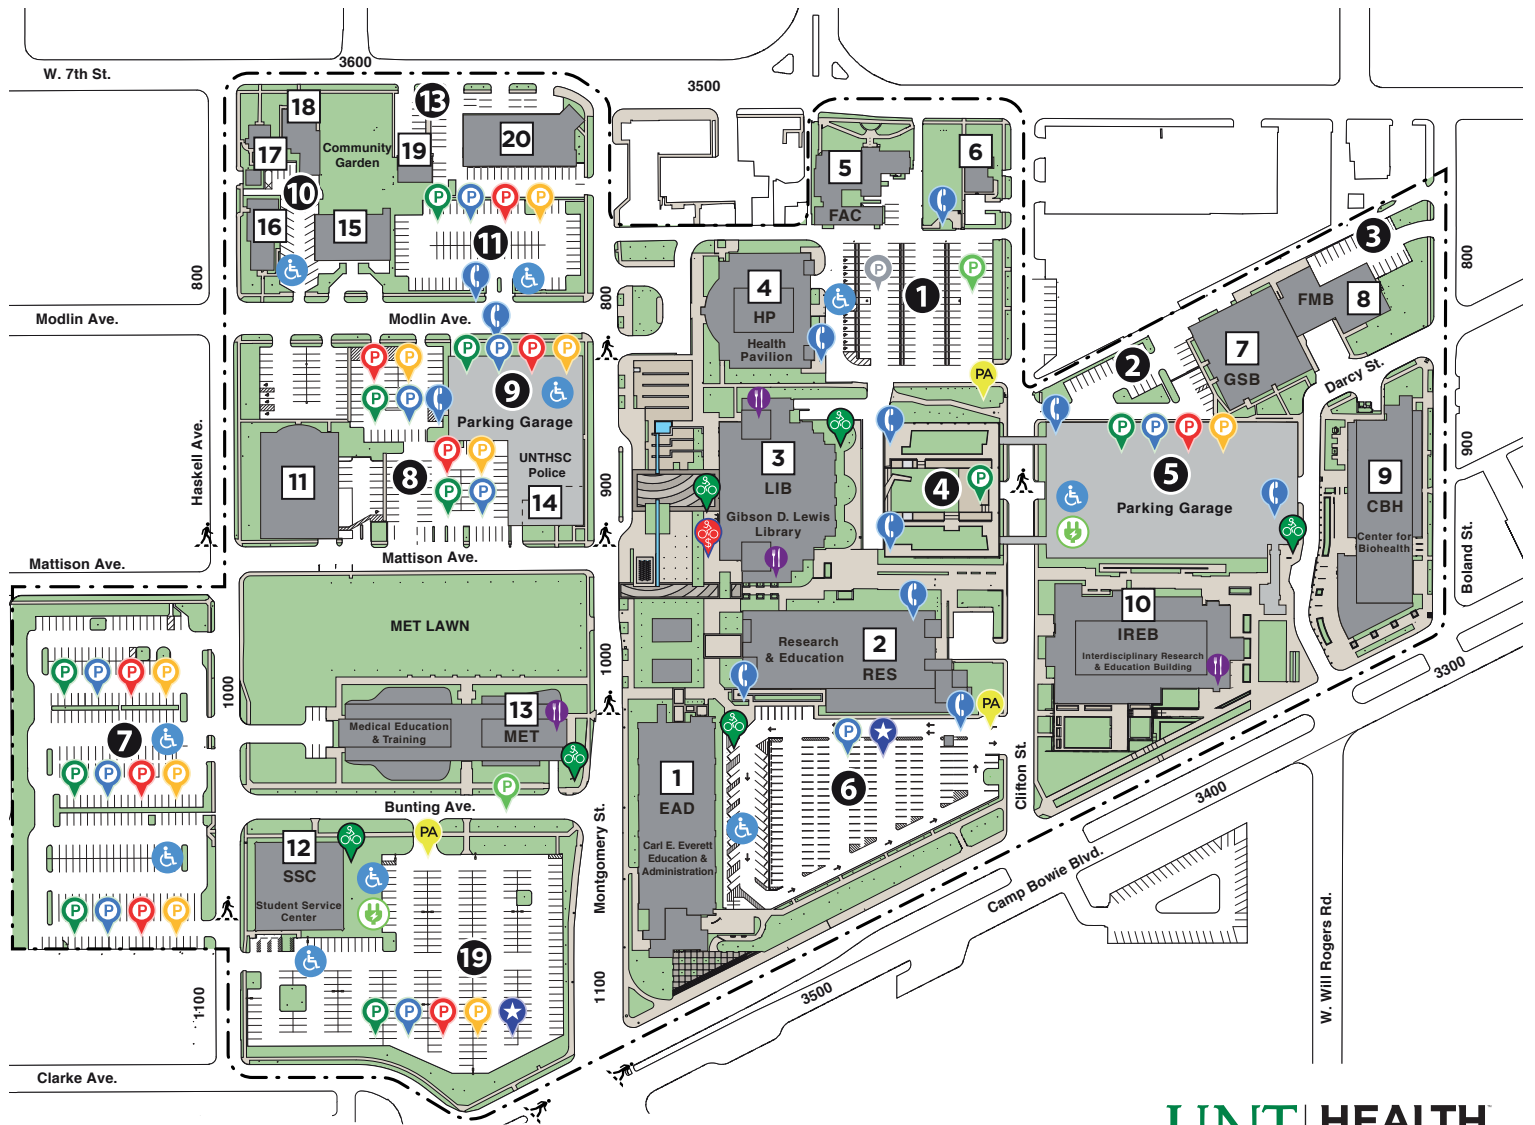 W. 7th St.
3600
3500
13
18
17
Community
Garden
19
20
10
16
15
11
P P P P
5
FAC
6
3
800
800
800
Modlin Ave.
Modlin Ave.
4
HP
Health
Pavilion
P
P
1
FMB
8
7
GSB
2
Darcy St.
P P P P
P P
P P
9
Parking Garage
PA
Haskell Ave.
11
8
P P
P P
UNTHSC
Police
14
900
3
LIB
Gibson D. Lewis
Library
4
P
P P P P
5
Parking Garage
9
CBH
Center for
Biohealth
900
Boland St.
Mattison Ave.
Mattison Ave.
$
MET LAWN
1000
1000
Research
& Education
2
RES
10
IREB
Interdisciplinary Research
& Education Building
3300
P P P P
7
P P P P
P P P P
Medical Education
& Training
13
MET
P
Bunting Ave.
PA
P
6
1
EAD
Carl E. Everett
Education &
Administration
Clifton St.
3400
Camp Bowie Blvd.
Montgomery St.
12
SSC
Student Service
Center
PA
19
P P P P
1100
1100
3500
W. Will Rogers Rd.
Clarke Ave.
UNT HEALTH